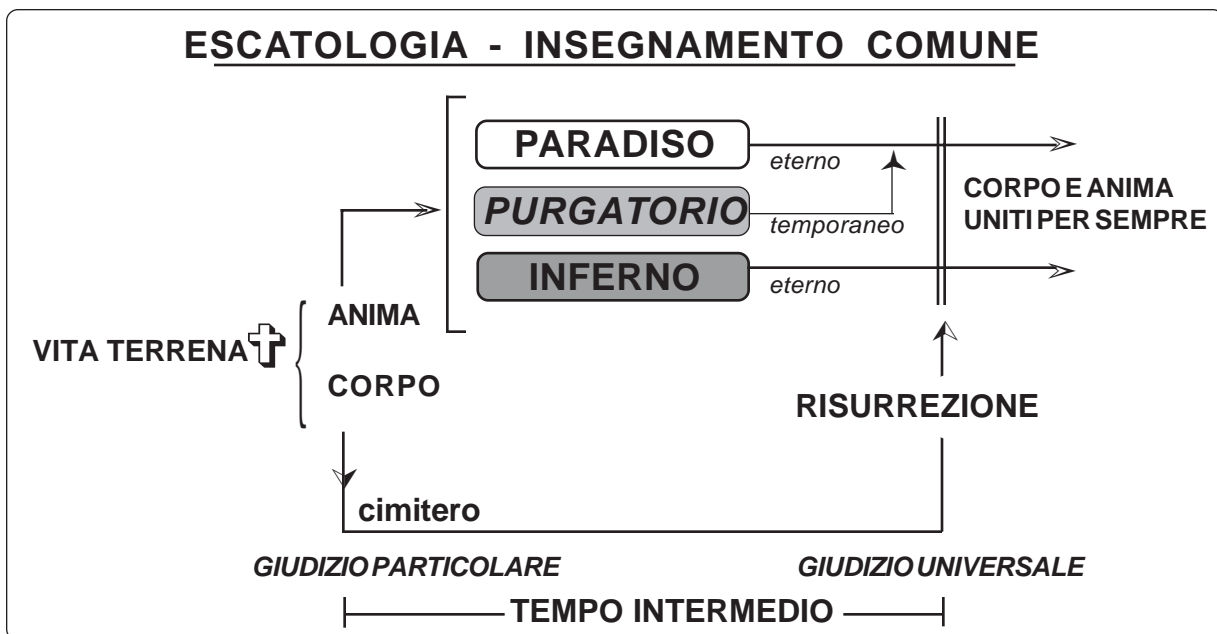 ESCATOLOGIA - INSEGNAMENTO COMUNE
PARADISO
eterno
PURGATORIO
temporaneo
INFERNO
eterno
CORPO E ANIMA
UNITI PER SEMPRE
VITA TERRENA
ANIMA
CORPO
RISURREZIONE
cimitero
GIUDIZIO PARTICOLARE
GIUDIZIO UNIVERSALE
TEMPO INTERMEDIO